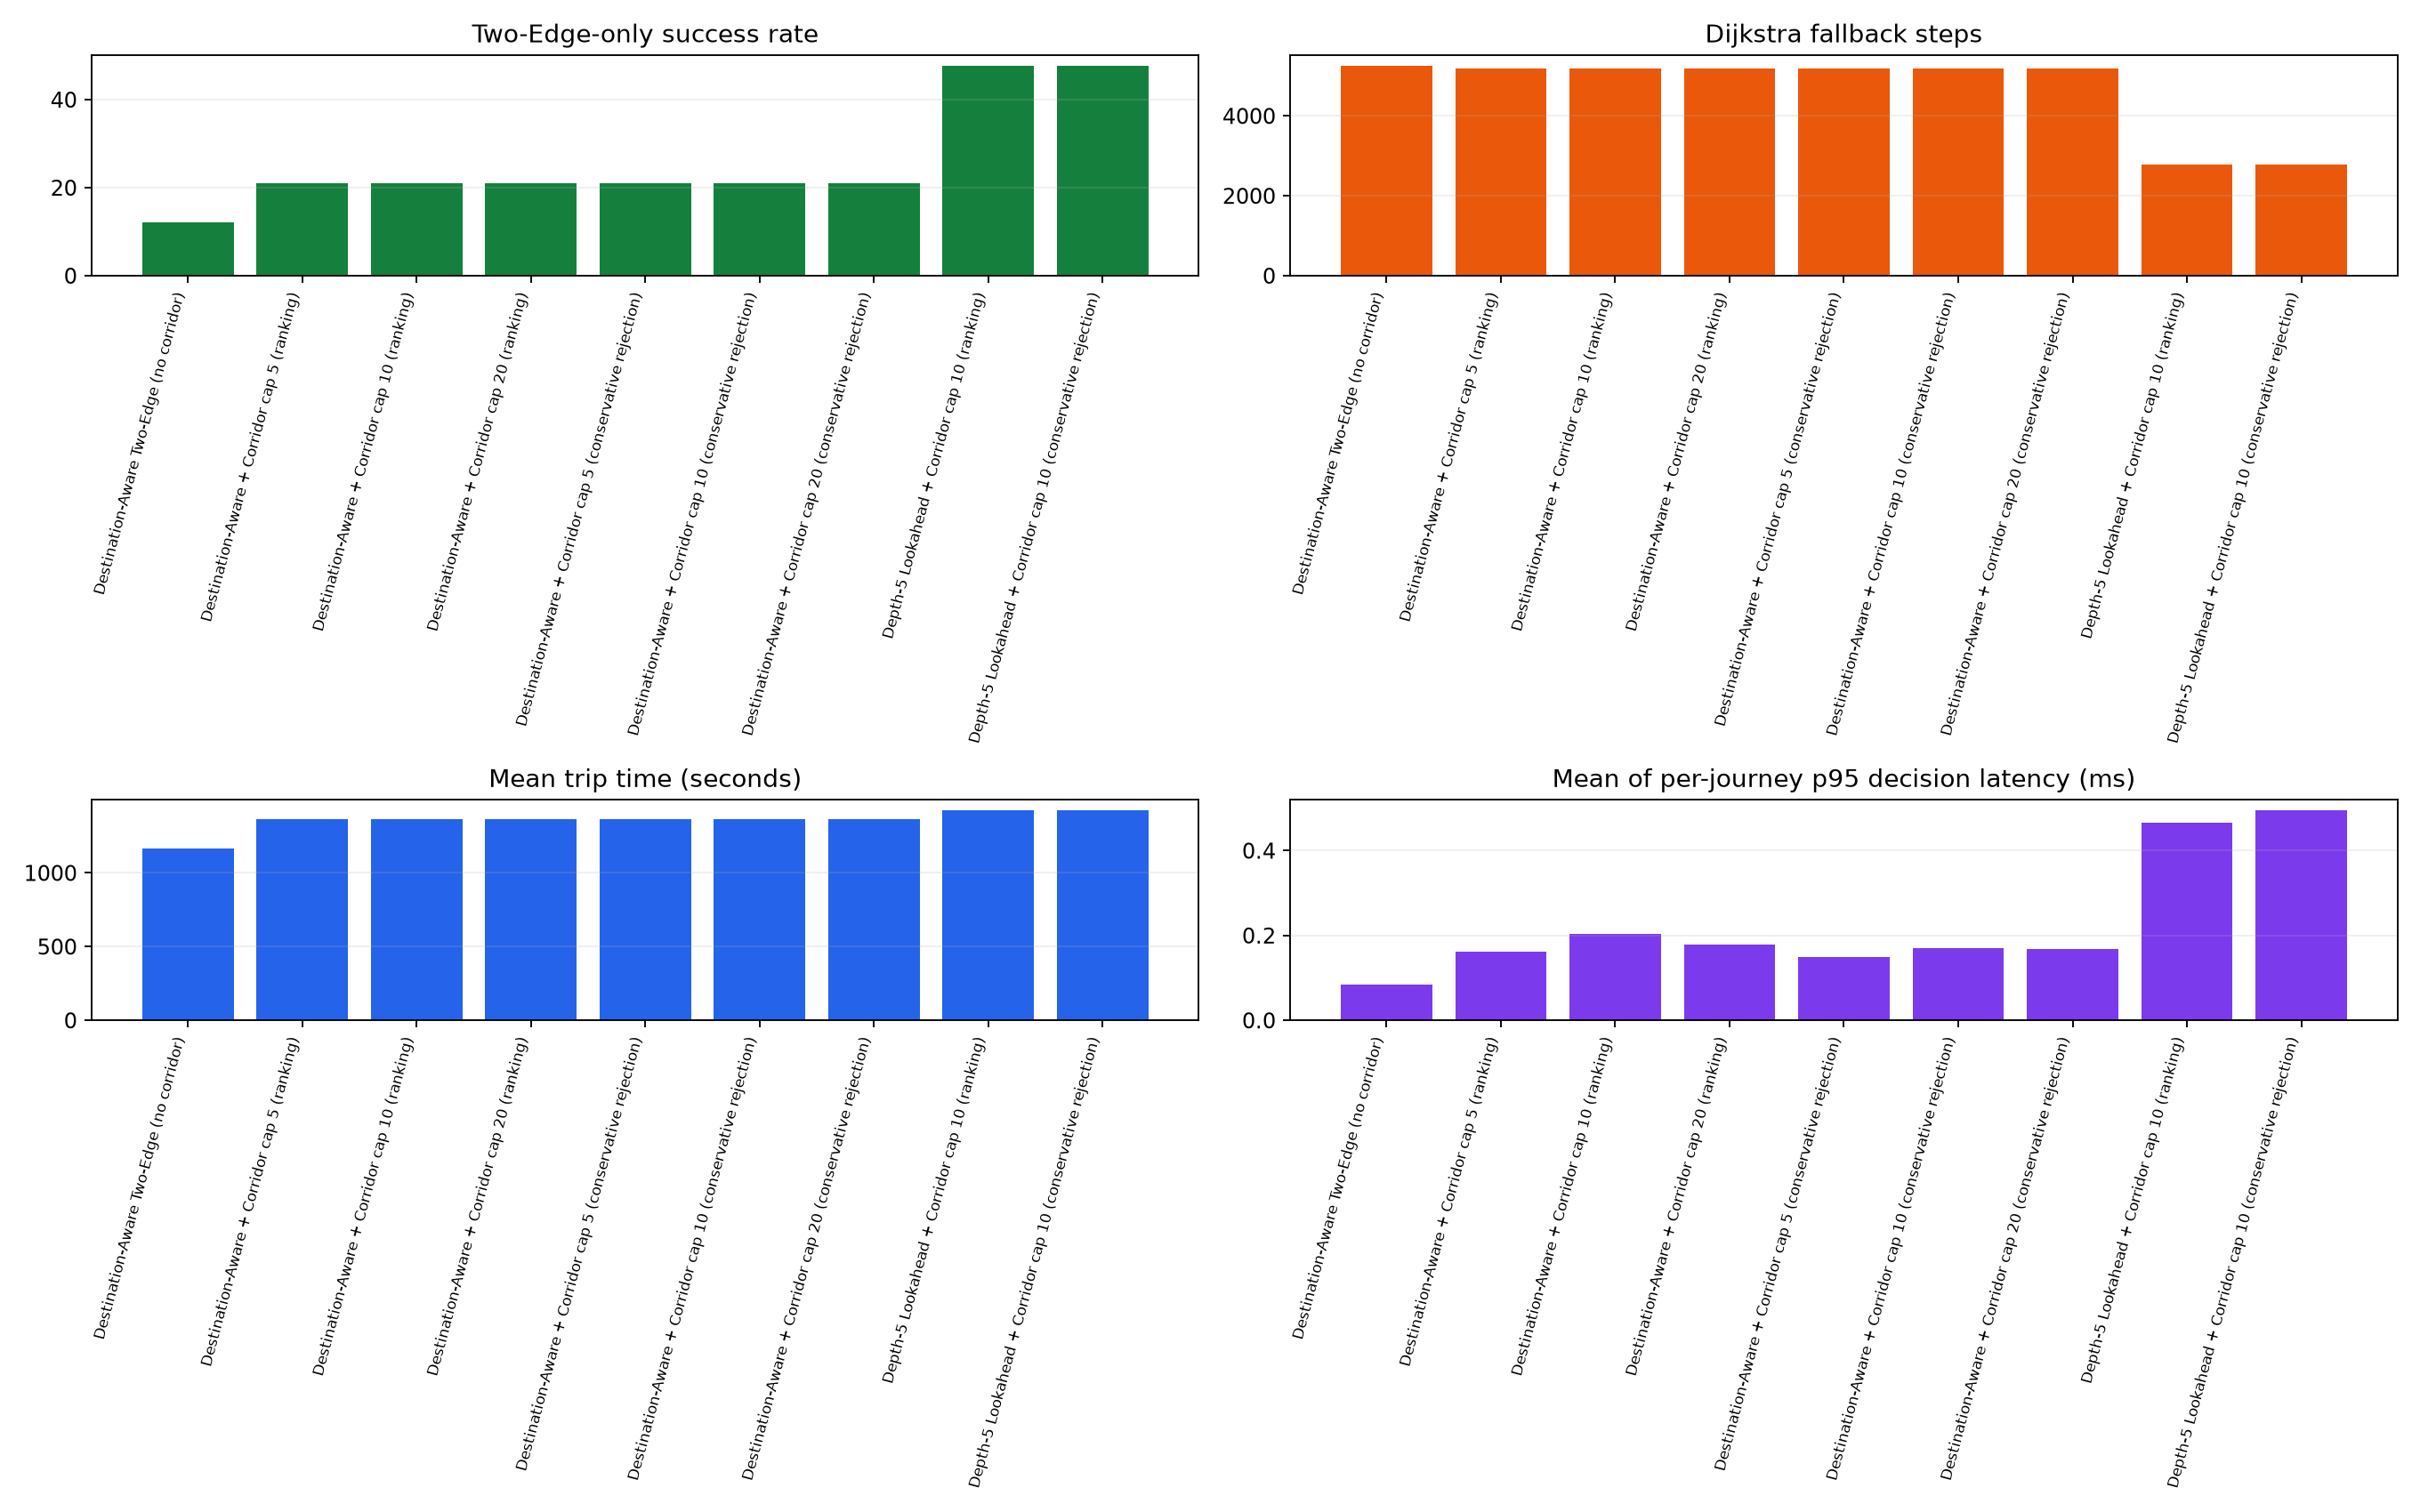 Two-Edge-only success rate
40
20
0
Destination-Aware Two-Edge (no corridor)
Destination-Aware + Corridor cap 5 (ranking)
Destination-Aware + Corridor cap 10 (ranking)
Destination-Aware + Corridor cap 20 (ranking)
Destination-Aware + Corridor cap 5 (conservative rejection)
Destination-Aware + Corridor cap 10 (conservative rejection)
Destination-Aware + Corridor cap 20 (conservative rejection)
Depth-5 Lookahead + Corridor cap 10 (ranking)
Depth-5 Lookahead + Corridor cap 10 (conservative rejection)
Dijkstra fallback steps
4000
2000
0
Destination-Aware Two-Edge (no corridor)
Destination-Aware + Corridor cap 5 (ranking)
Destination-Aware + Corridor cap 10 (ranking)
Destination-Aware + Corridor cap 20 (ranking)
Destination-Aware + Corridor cap 5 (conservative rejection)
Destination-Aware + Corridor cap 10 (conservative rejection)
Destination-Aware + Corridor cap 20 (conservative rejection)
Depth-5 Lookahead + Corridor cap 10 (ranking)
Depth-5 Lookahead + Corridor cap 10 (conservative rejection)
Mean trip time (seconds)
1000
500
0
Destination-Aware Two-Edge (no corridor)
Destination-Aware + Corridor cap 5 (ranking)
Destination-Aware + Corridor cap 10 (ranking)
Destination-Aware + Corridor cap 20 (ranking)
Destination-Aware + Corridor cap 5 (conservative rejection)
Destination-Aware + Corridor cap 10 (conservative rejection)
Destination-Aware + Corridor cap 20 (conservative rejection)
Depth-5 Lookahead + Corridor cap 10 (ranking)
Depth-5 Lookahead + Corridor cap 10 (conservative rejection)
Mean of per-journey p95 decision latency (ms)
0.4
0.2
0.0
Destination-Aware Two-Edge (no corridor)
Destination-Aware + Corridor cap 5 (ranking)
Destination-Aware + Corridor cap 10 (ranking)
Destination-Aware + Corridor cap 20 (ranking)
Destination-Aware + Corridor cap 5 (conservative rejection)
Destination-Aware + Corridor cap 10 (conservative rejection)
Destination-Aware + Corridor cap 20 (conservative rejection)
Depth-5 Lookahead + Corridor cap 10 (ranking)
Depth-5 Lookahead + Corridor cap 10 (conservative rejection)